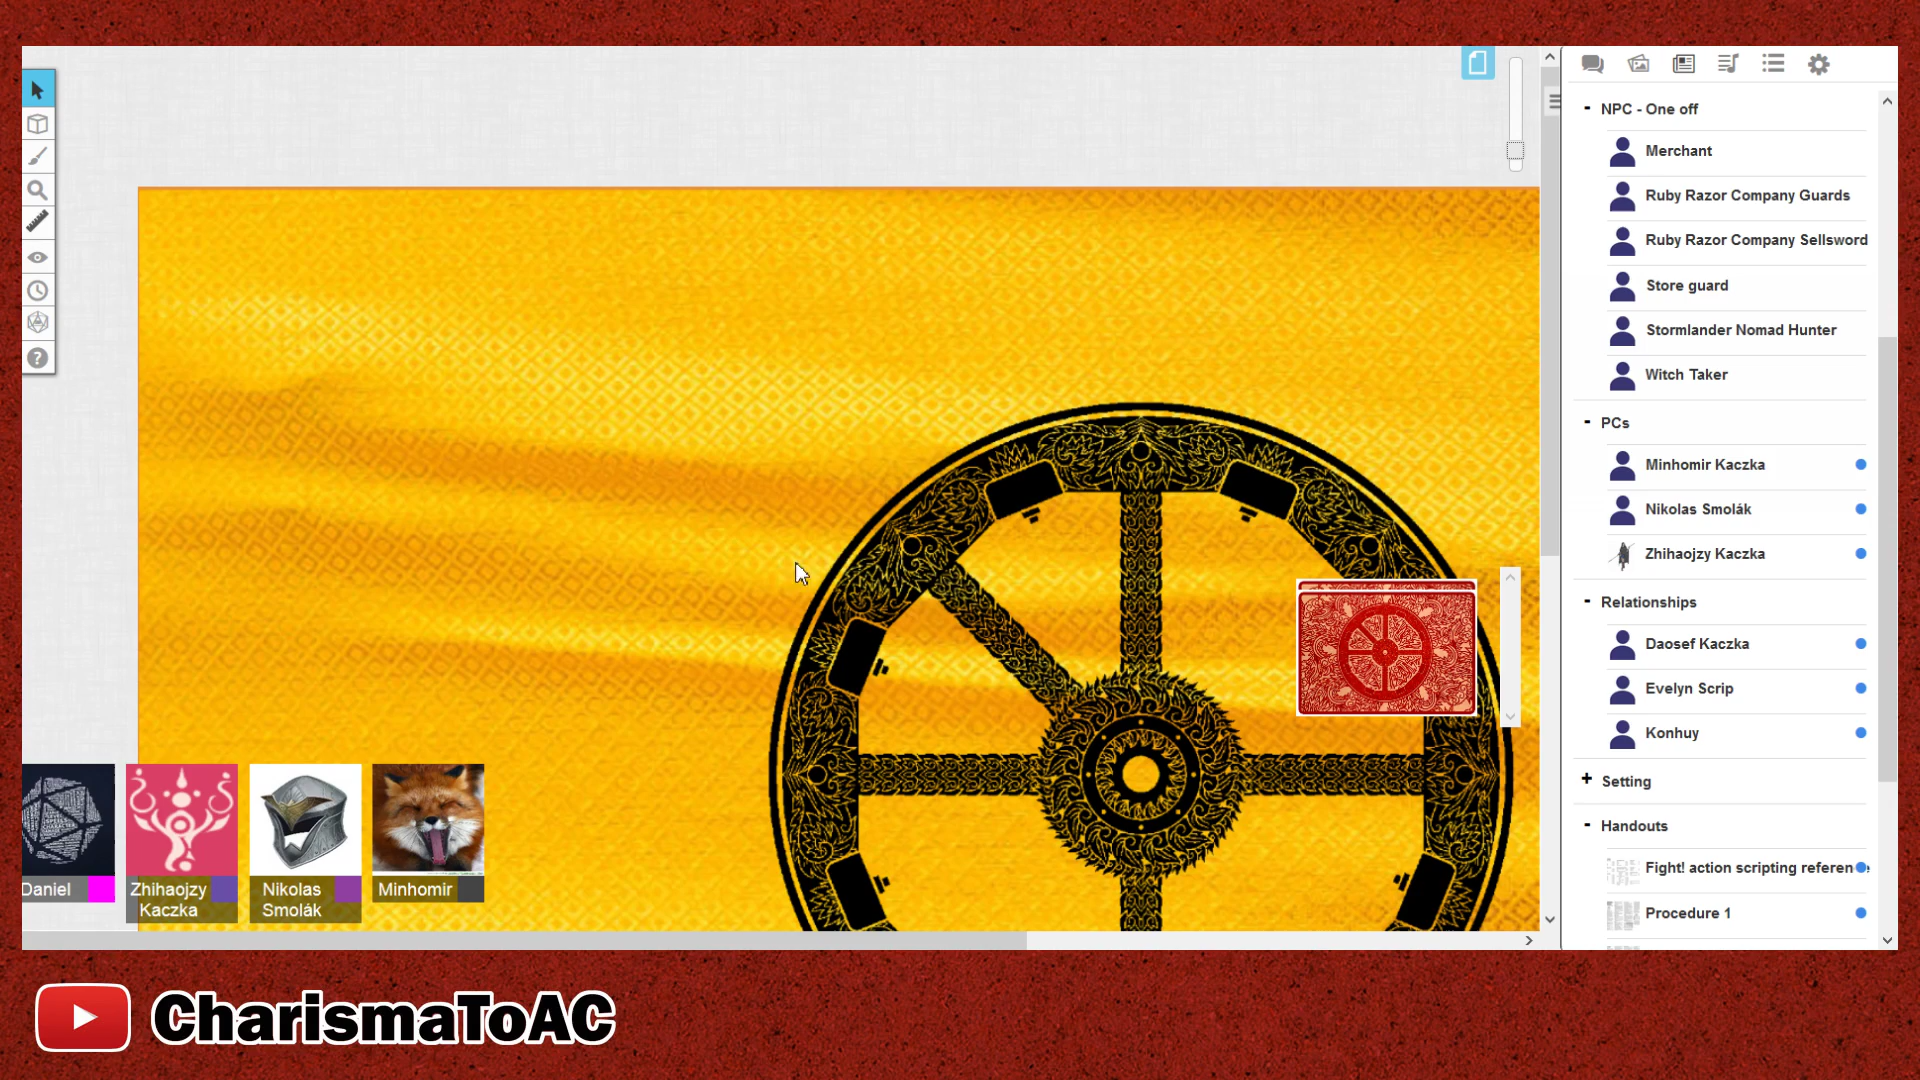 NPC - One off
Merchant
Ruby Razor Company Guards
Ruby Razor Company Sellsword
Store guard
Stormlander Nomad Hunter
Witch Taker
PCs
Minhomir Kaczka
Nikolas Smolák
Zhihaojzy Kaczka
Relationships
Daosef Kaczka
Evelyn Scrip
Konhuy
Setting
Handouts
Fight! action scripting referen
Procedure 1
Daniel
Zhihaojzy
Kaczka
Nikolas
Smolák
Minhomir
CharismaToAC